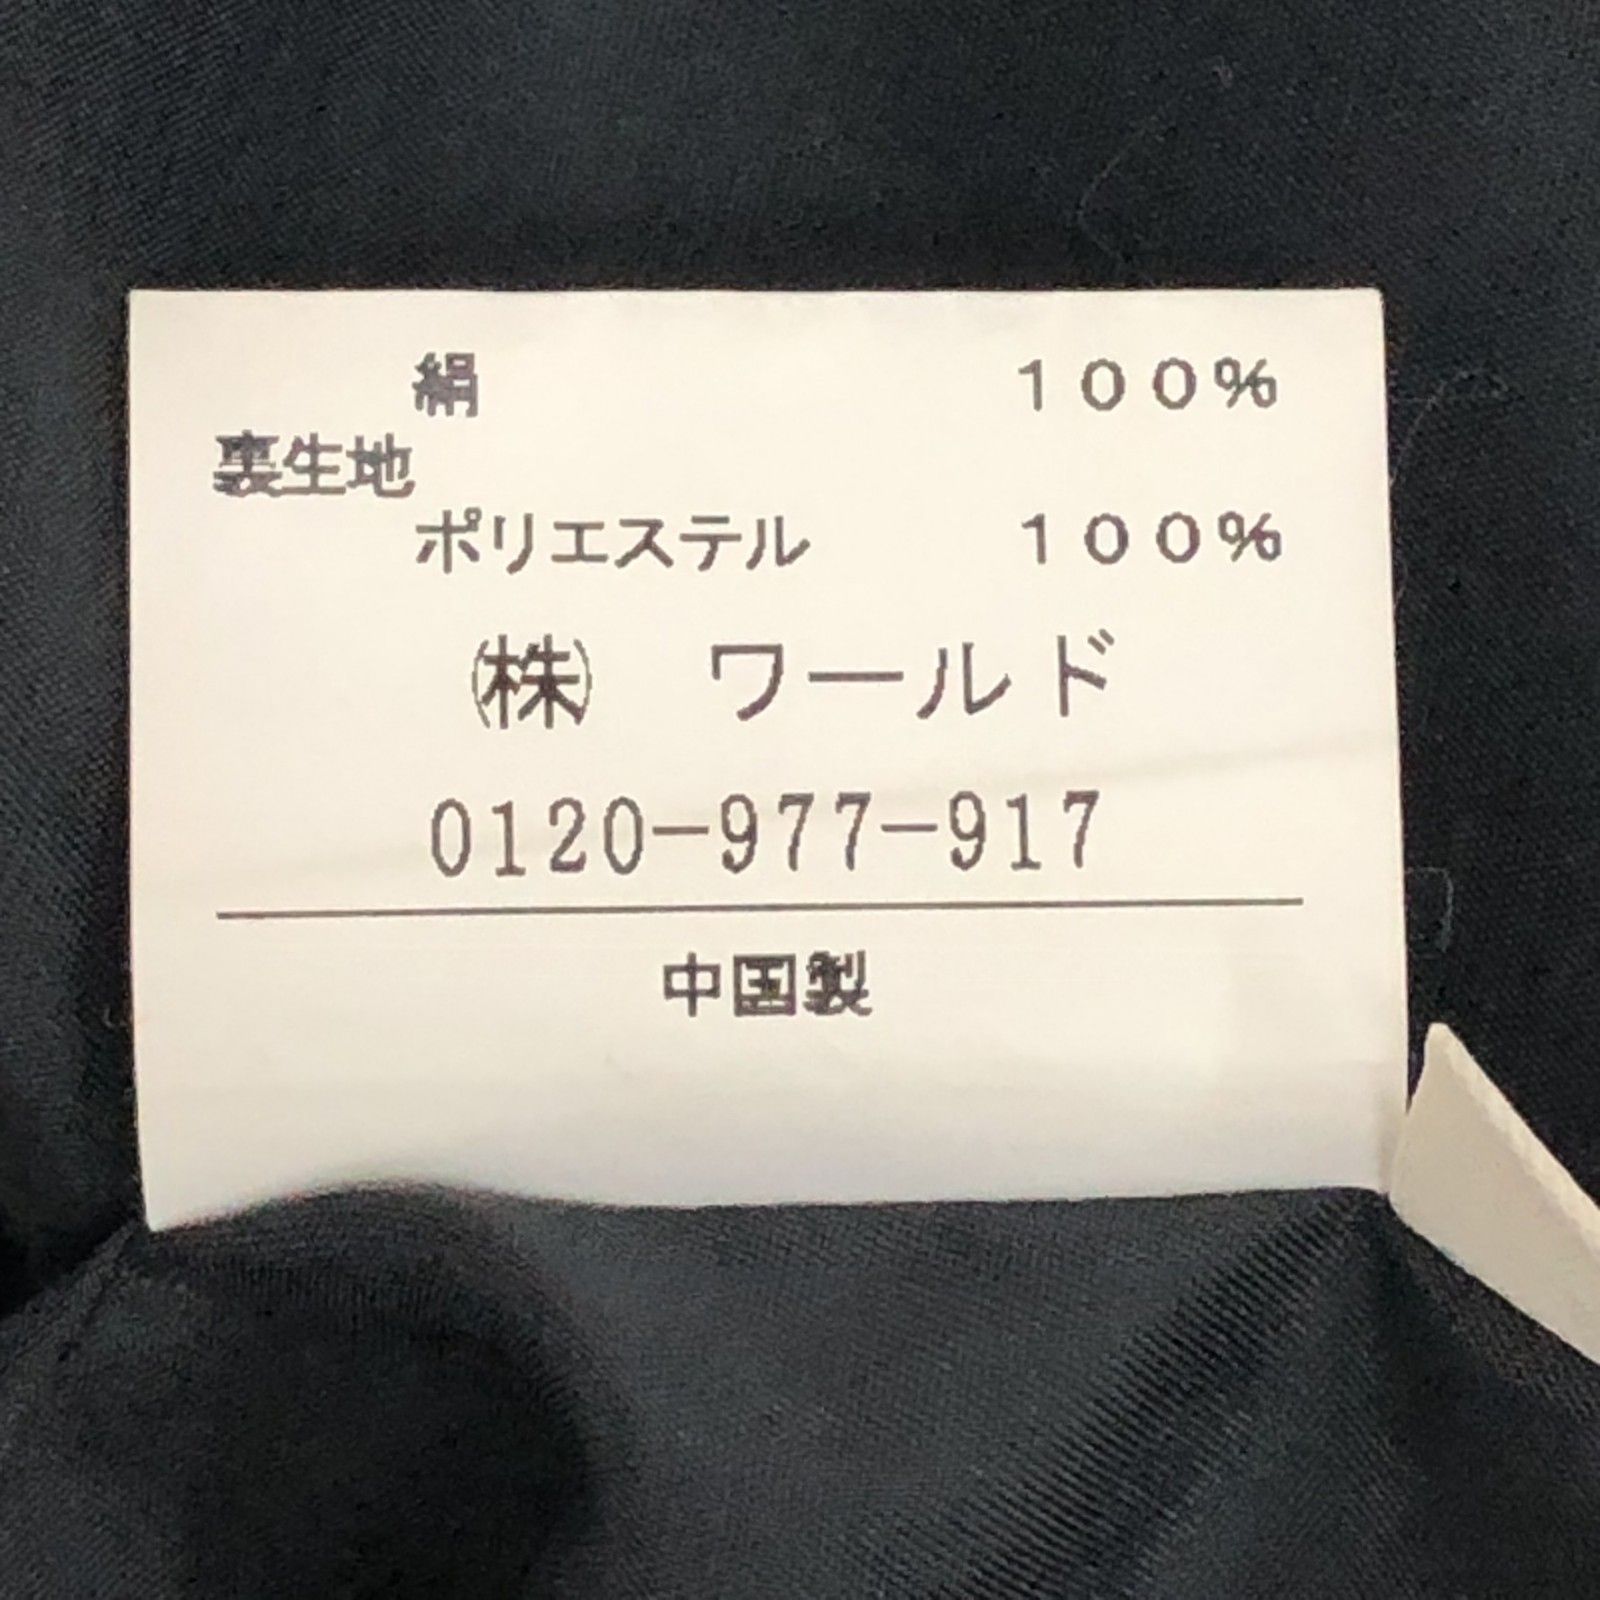 絹 100%
裏生地
ポリエステル 100%
㈱ ワールド
0120-977-917
中国製